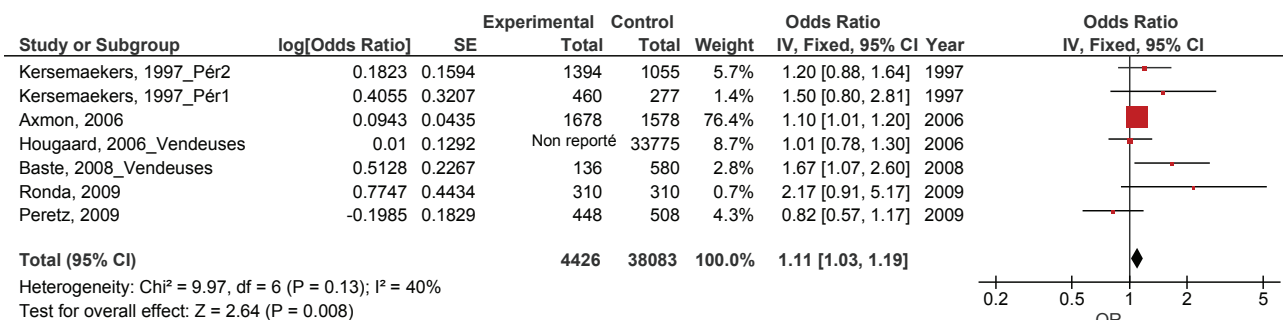 Experimental Control Odds Ratio Odds Ratio
Study or Subgroup log[Odds Ratio] SE Total Total Weight IV, Fixed, 95% CI Year IV, Fixed, 95% CI
Kersemaekers, 1997_Pér2 0.1823 0.1594 1394 1055 5.7% 1.20 [0.88, 1.64] 1997
Kersemaekers, 1997_Pér1 0.4055 0.3207 460 277 1.4% 1.50 [0.80, 2.81] 1997
Axmon, 2006 0.0943 0.0435 1678 1578 76.4% 1.10 [1.01, 1.20] 2006
Hougaard, 2006_Vendeuses 0.01 0.1292 Non reporté 33775 8.7% 1.01 [0.78, 1.30] 2006
Baste, 2008_Vendeuses 0.5128 0.2267 136 580 2.8% 1.67 [1.07, 2.60] 2008
Ronda, 2009 0.7747 0.4434 310 310 0.7% 2.17 [0.91, 5.17] 2009
Peretz, 2009 -0.1985 0.1829 448 508 4.3% 0.82 [0.57, 1.17] 2009
Total (95% CI) 4426 38083 100.0% 1.11 [1.03, 1.19]
Heterogeneity: Chi² = 9.97, df = 6 (P = 0.13); I² = 40%
Test for overall effect: Z = 2.64 (P = 0.008)
0.2 0.5 1 2 5
OR